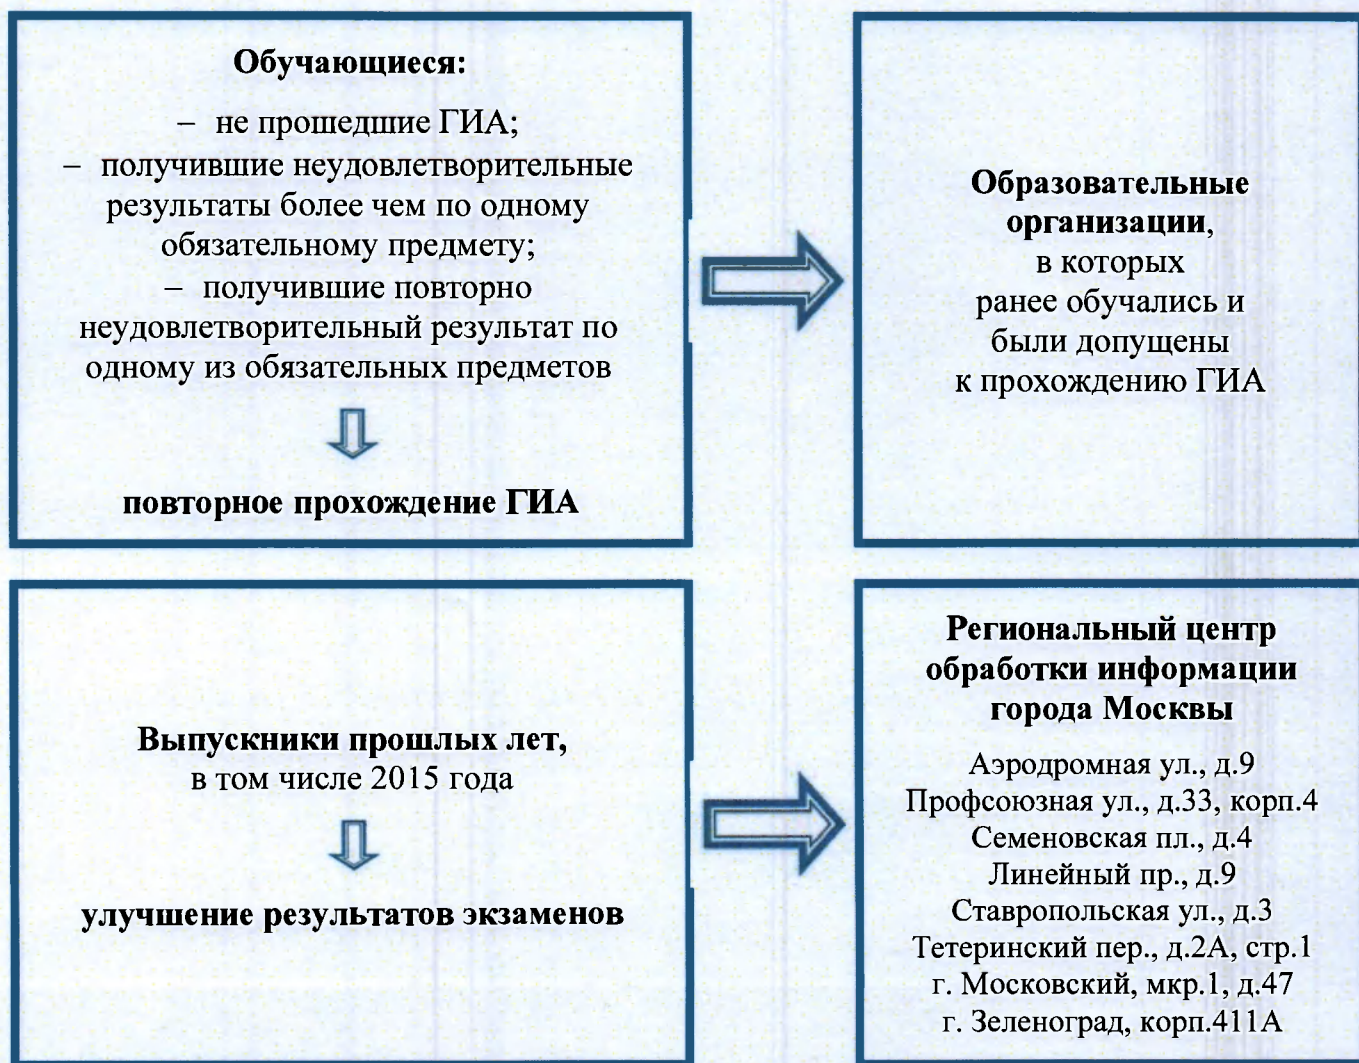 Обучающиеся:
– не прошедшие ГИА;
– получившие неудовлетворительные
результаты более чем по одному
обязательному предмету;
– получившие повторно
неудовлетворительный результат по
одному из обязательных предметов
повторное прохождение ГИА
Образовательные
организации,
в которых
ранее обучались и
были допущены
к прохождению ГИА
Выпускники прошлых лет,
в том числе 2015 года
улучшение результатов экзаменов
Региональный центр
обработки информации
города Москвы
Аэродромная ул., д.9
Профсоюзная ул., д.33, корп.4
Семеновская пл., д.4
Линейный пр., д.9
Ставропольская ул., д.3
Тетеринский пер., д.2А, стр.1
г. Московский, мкр.1, д.47
г. Зеленоград, корп.411А